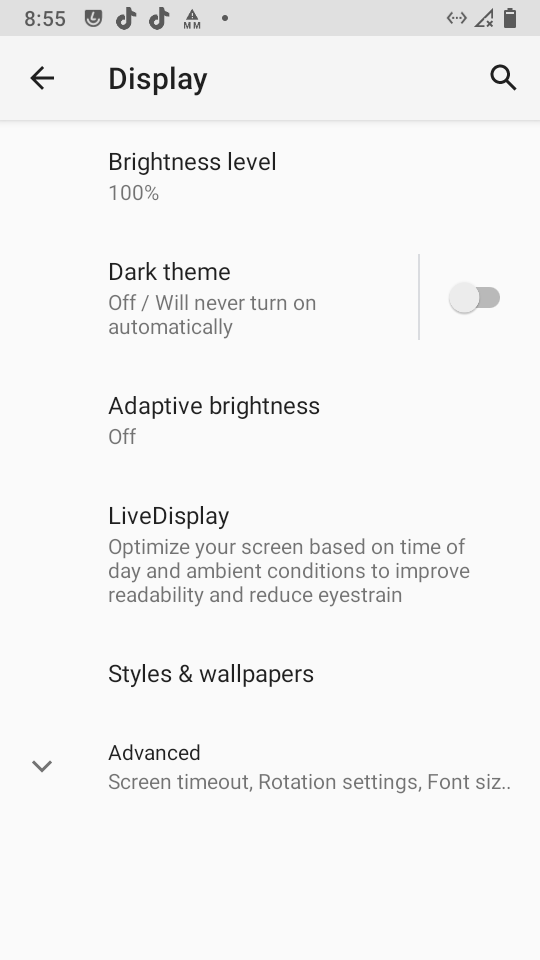 8:55
MM
Display
Brightness level
100%
Dark theme
Off / Will never turn on
automatically
Adaptive brightness
Off
LiveDisplay
Optimize your screen based on time of
day and ambient conditions to improve
readability and reduce eyestrain
Styles & wallpapers
Advanced
Screen timeout, Rotation settings, Font siz..